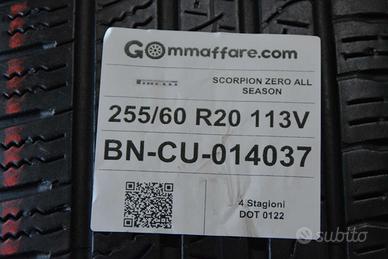 GOmmaffare.com
PIRELLI
SCORPION ZERO ALL
SEASON
255/60 R20 113V
BN-CU-014037
4 Stagioni
DOT 0122
subito